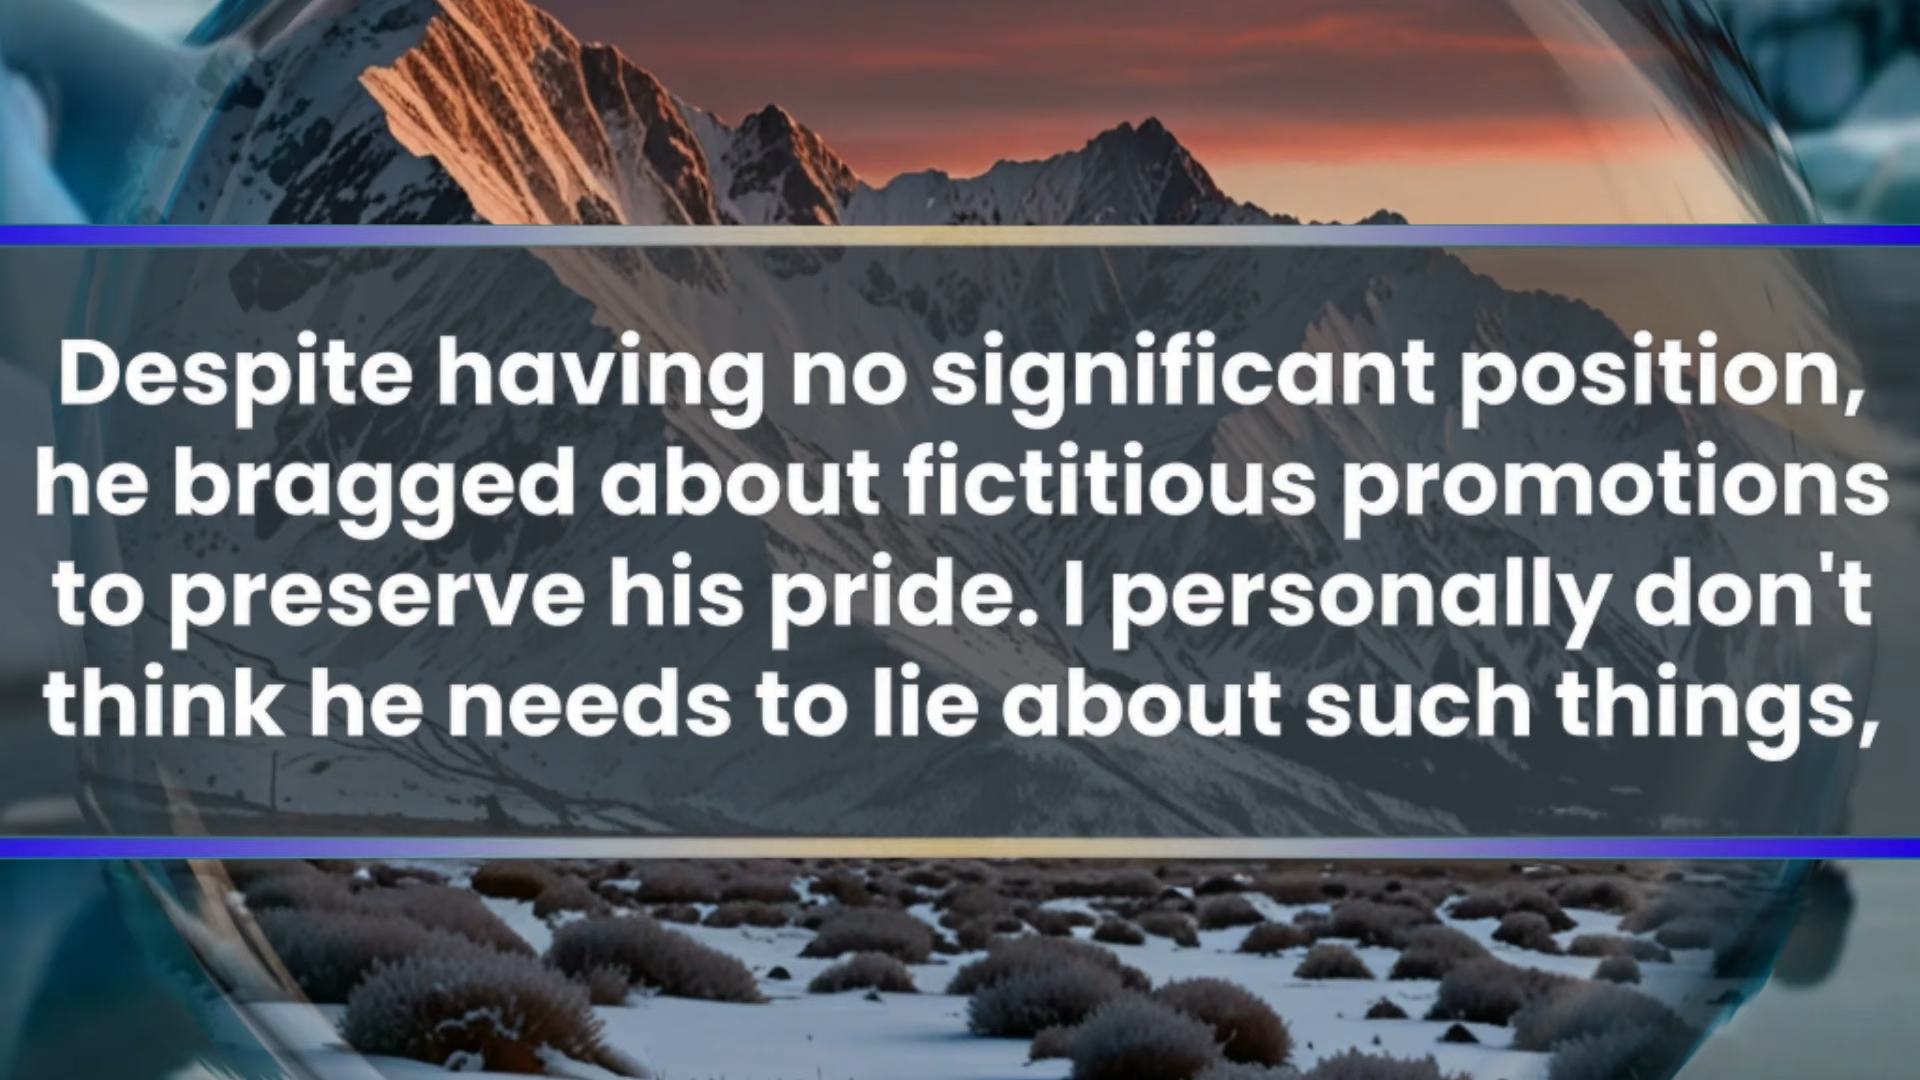 Despite having no significant position,
he bragged about fictitious promotions
to preserve his pride. I personally don't
think he needs to lie about such things,